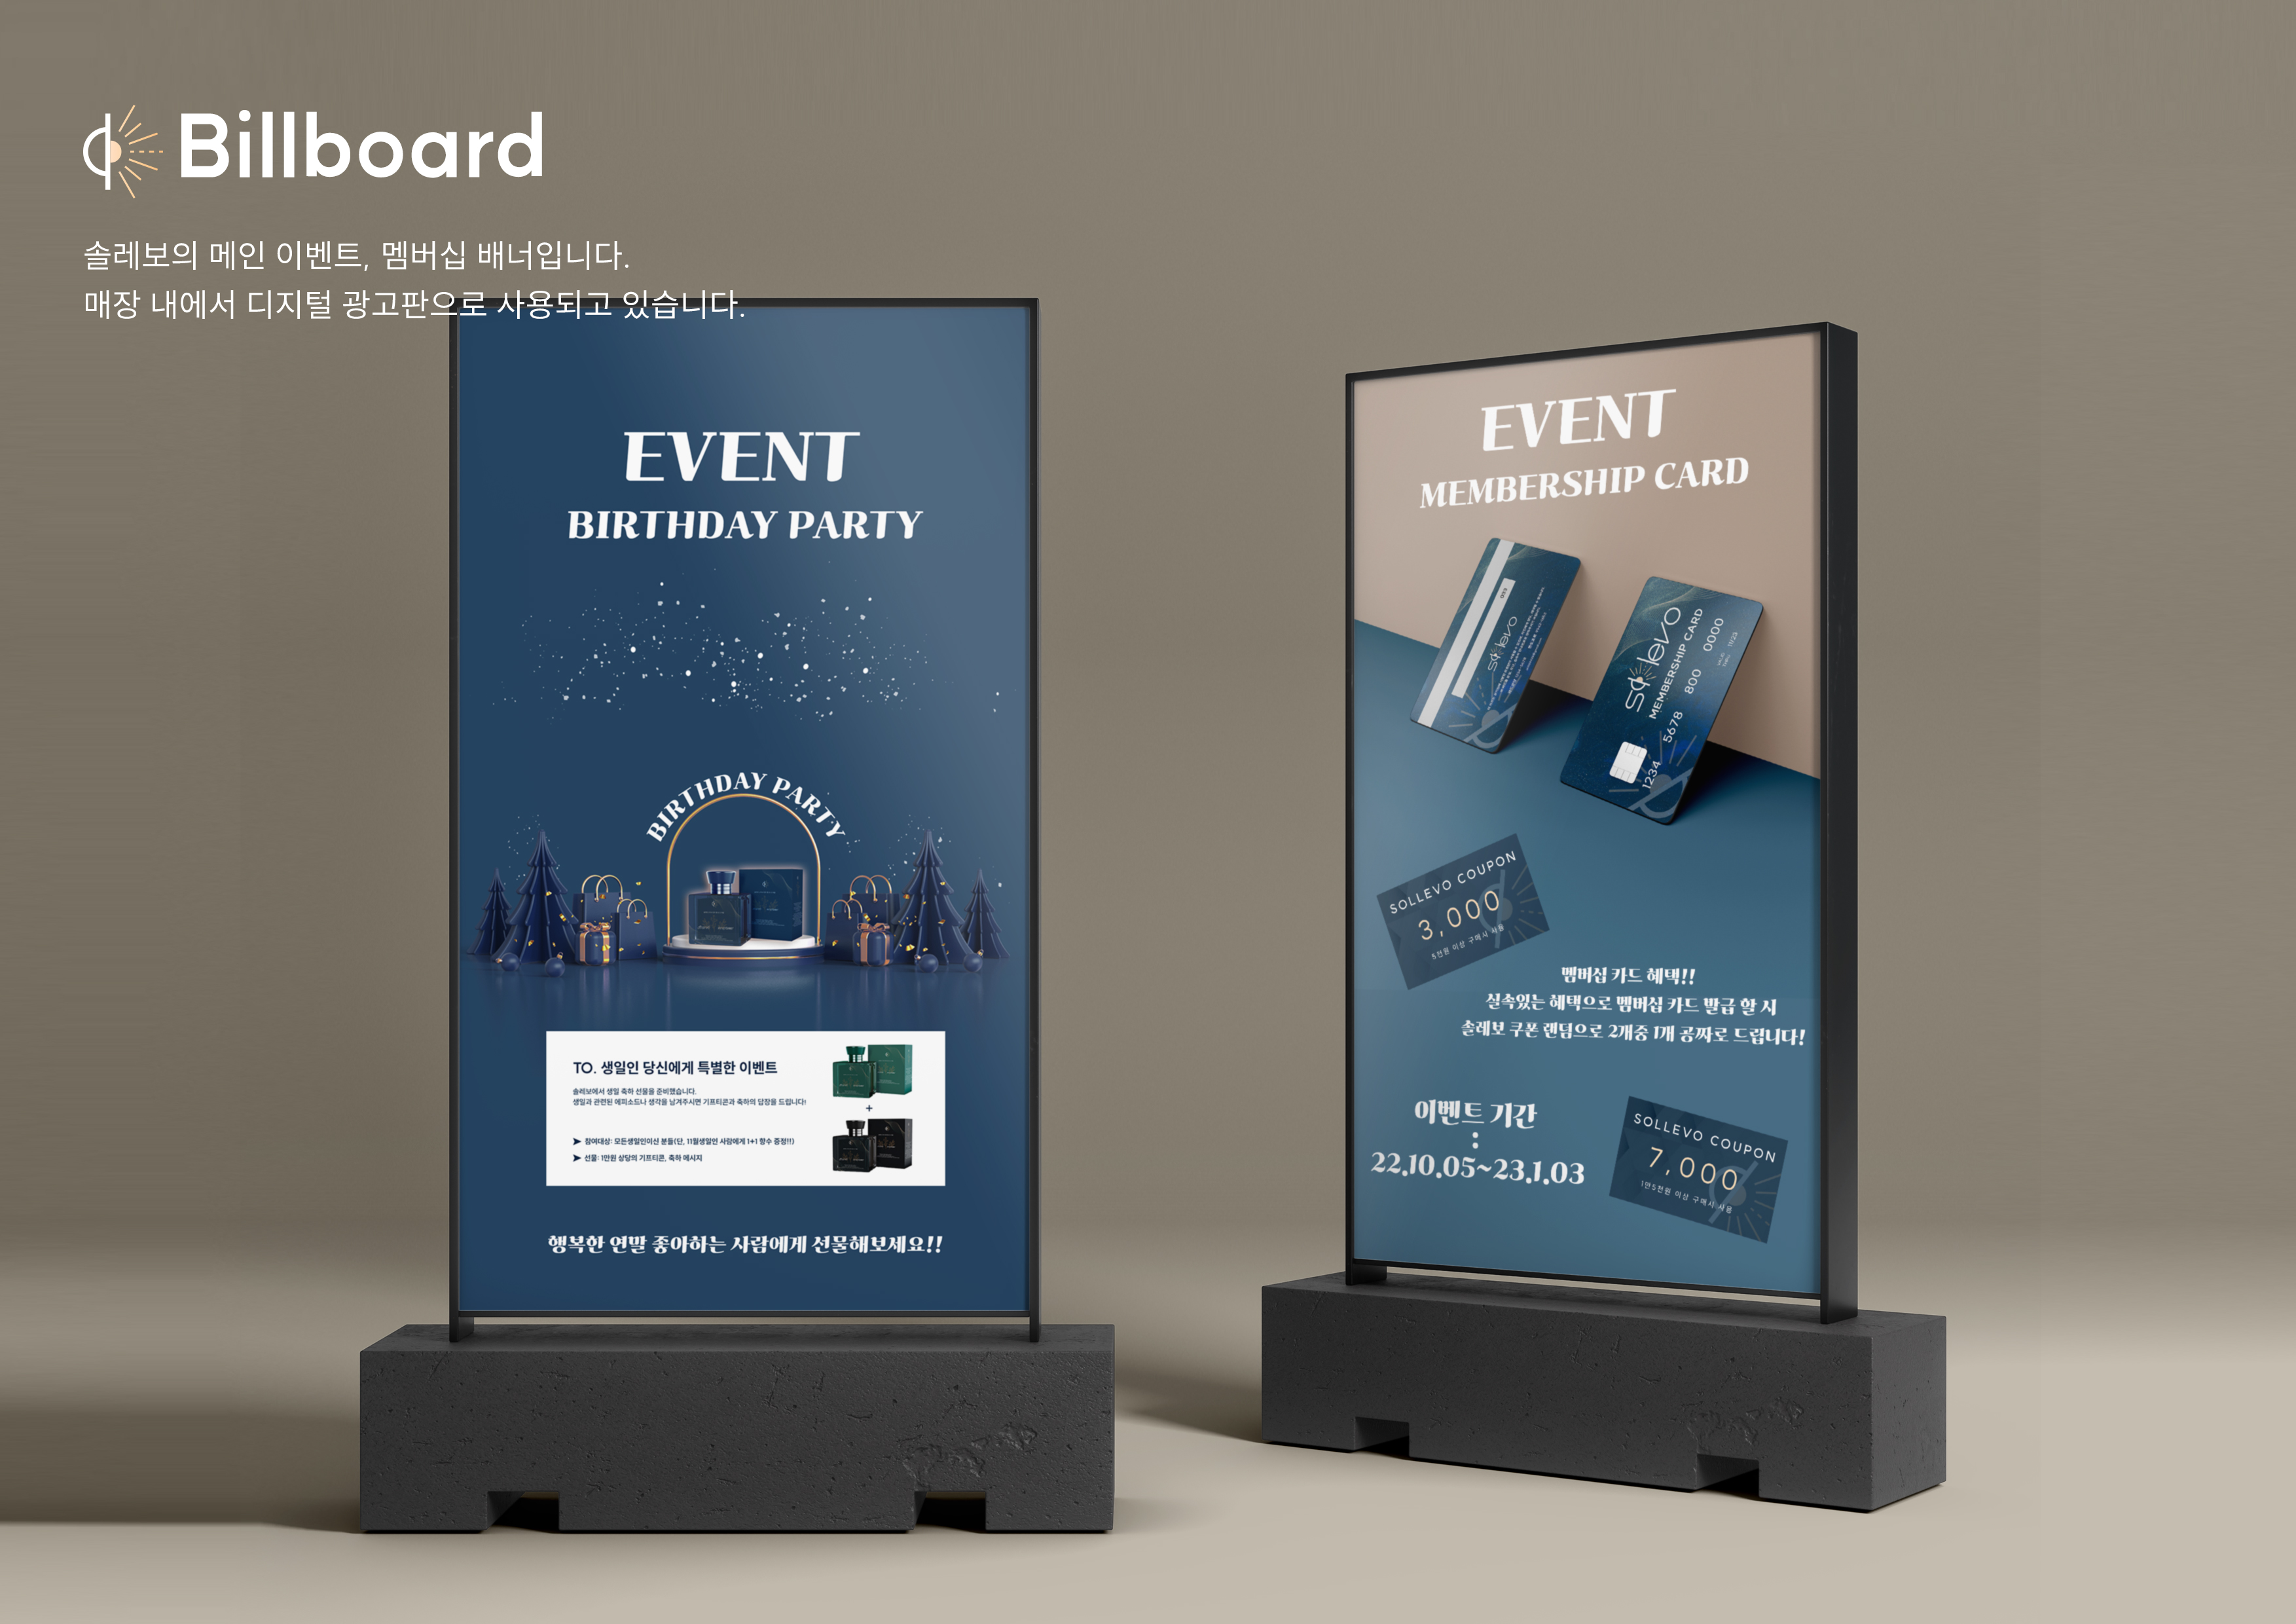 Billboard
솔레보의 메인 이벤트, 멤버십 배너입니다.
매장 내에서 디지털 광고판으로 사용되고 있습니다.
EVENT
BIRTHDAY PARTY
BIRTHDAY PARTY
TO. 생일인 당신에게 특별한 이벤트
솔레보에서 생일 축하 선물을 준비했습니다.
생일과 관련된 에피소드나 생각을 남겨주시면 기프티콘과 축하의 답장을 드립니다!
+
➤ 참여대상: 모든생일인이신 분들(단, 11월생일인 사람에게 1+1 향수 증정!!)
➤ 선물: 1만원 상당의 기프티콘, 축하 메시지
행복한 연말 좋아하는 사람에게 선물해보세요!!
EVENT
MEMBERSHIP CARD
sollevo
sollevo
MEMBERSHIP CARD
1234 5678 800 0000
SOLLEVO COUPON
3,000
5천원 이상 구매시 사용
멤버십 카드 혜택!!
실속있는 혜택으로 멤버십 카드 발급 할 시
솔레보 쿠폰 랜덤으로 2개중 1개 공짜로 드립니다!
이벤트 기간
:
22.10.05~23.1.03
SOLLEVO COUPON
7,000
1만5천원 이상 구매시 사용